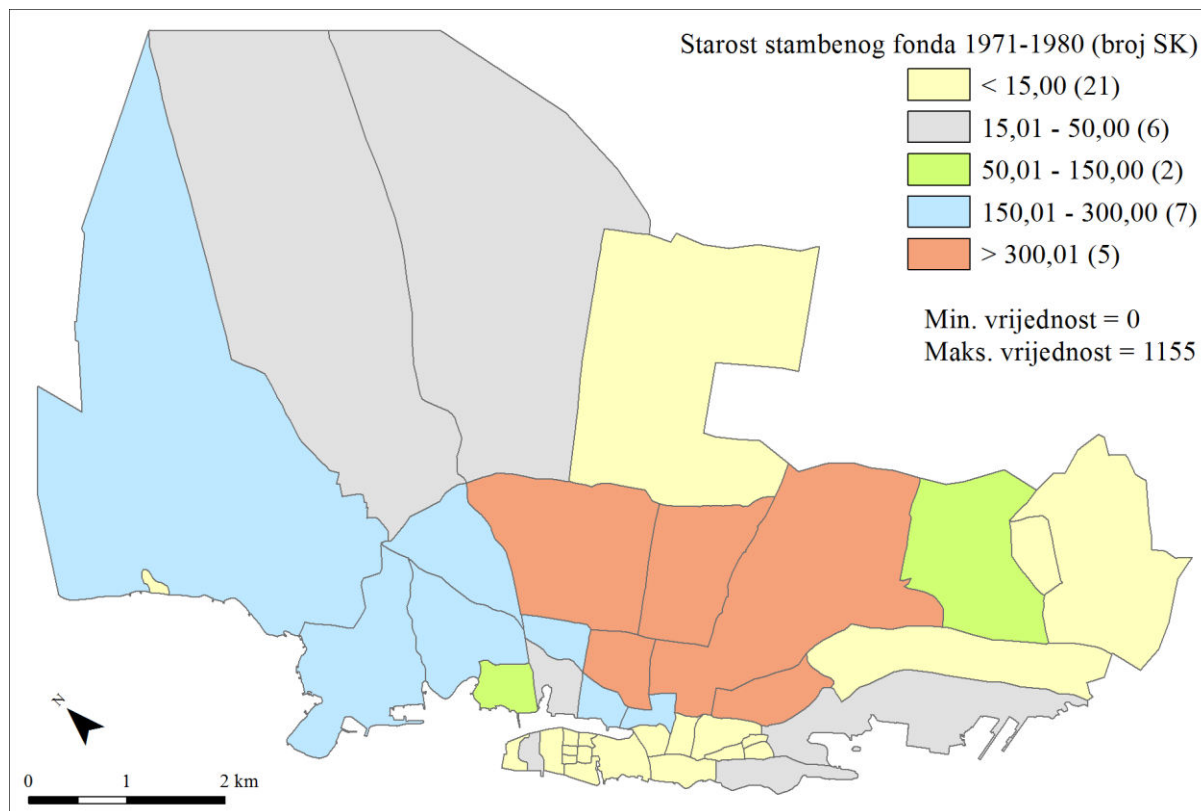 Starost stambenog fonda 1971-1980 (broj SK)
< 15,00 (21)
15,01 - 50,00 (6)
50,01 - 150,00 (2)
150,01 - 300,00 (7)
> 300,01 (5)
Min. vrijednost = 0
Maks. vrijednost = 1155
N
0 1 2 km